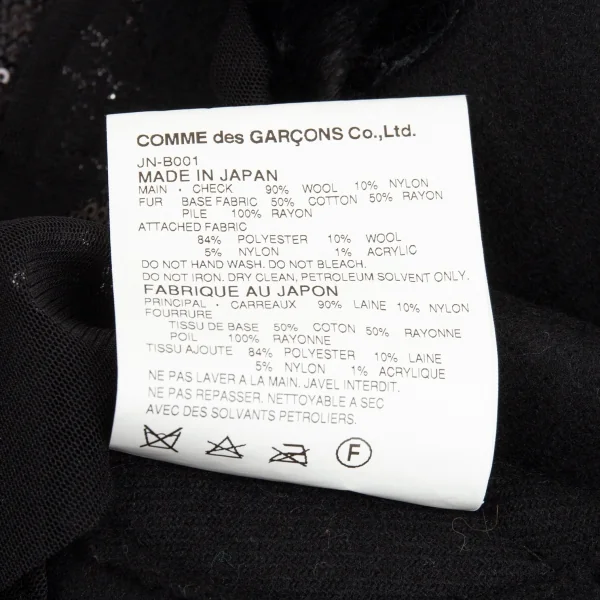 COMME des GARÇONS Co.,Ltd.
JN-B001
MADE IN JAPAN
MAIN · CHECK 90% WOOL 10% NYLON
FUR BASE FABRIC 50% COTTON 50% RAYON
PILE 100% RAYON
ATTACHED FABRIC
84% POLYESTER 10% WOOL
5% NYLON 1% ACRYLIC
DO NOT HAND WASH. DO NOT BLEACH.
DO NOT IRON. DRY CLEAN, PETROLEUM SOLVENT ONLY.
FABRIQUE AU JAPON
PRINCIPAL · CARREAUX 90% LAINE 10% NYLON
FOURRURE
TISSU DE BASE 50% COTON 50% RAYONNE
POIL 100% RAYONNE
TISSU AJOUTE 84% POLYESTER 10% LAINE
5% NYLON 1% ACRYLIQUE
NE PAS LAVER A LA MAIN. JAVEL INTERDIT.
NE PAS REPASSER. NETTOYABLE A SEC
AVEC DES SOLVANTS PETROLIERS.
F